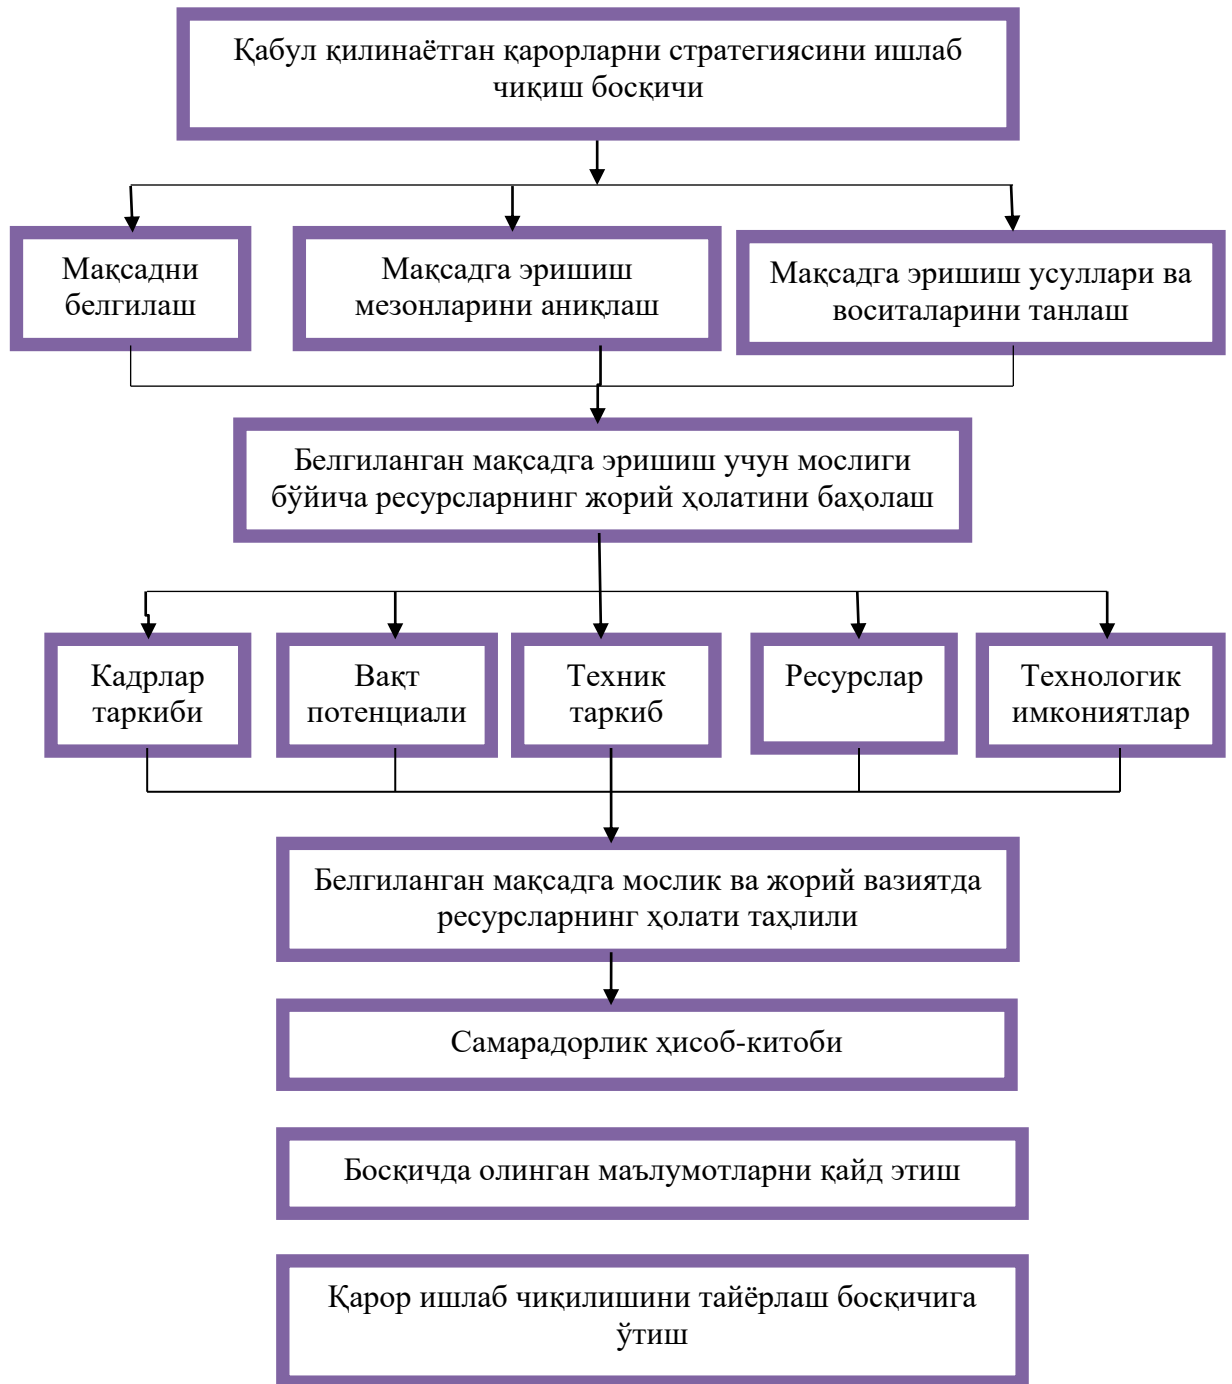 Қабул қилинаётган қарорларни стратегиясини ишлаб
чиқиш босқичи
Мақсадни
белгилаш
Мақсадга эришиш
мезонларини аниқлаш
Мақсадга эришиш усуллари ва
воситаларини танлаш
Белгиланган мақсадга эришиш учун мослиги
бўйича ресурсларнинг жорий ҳолатини баҳолаш
Кадрлар
таркиби
Вақт
потенциали
Техник
таркиб
Ресурслар
Технологик
имкониятлар
Белгиланган мақсадга мослик ва жорий вазиятда
ресурсларнинг ҳолати таҳлили
Самарадорлик ҳисоб-китоби
Босқичда олинган маълумотларни қайд этиш
Қарор ишлаб чиқилишини тайёрлаш босқичига
ўтиш